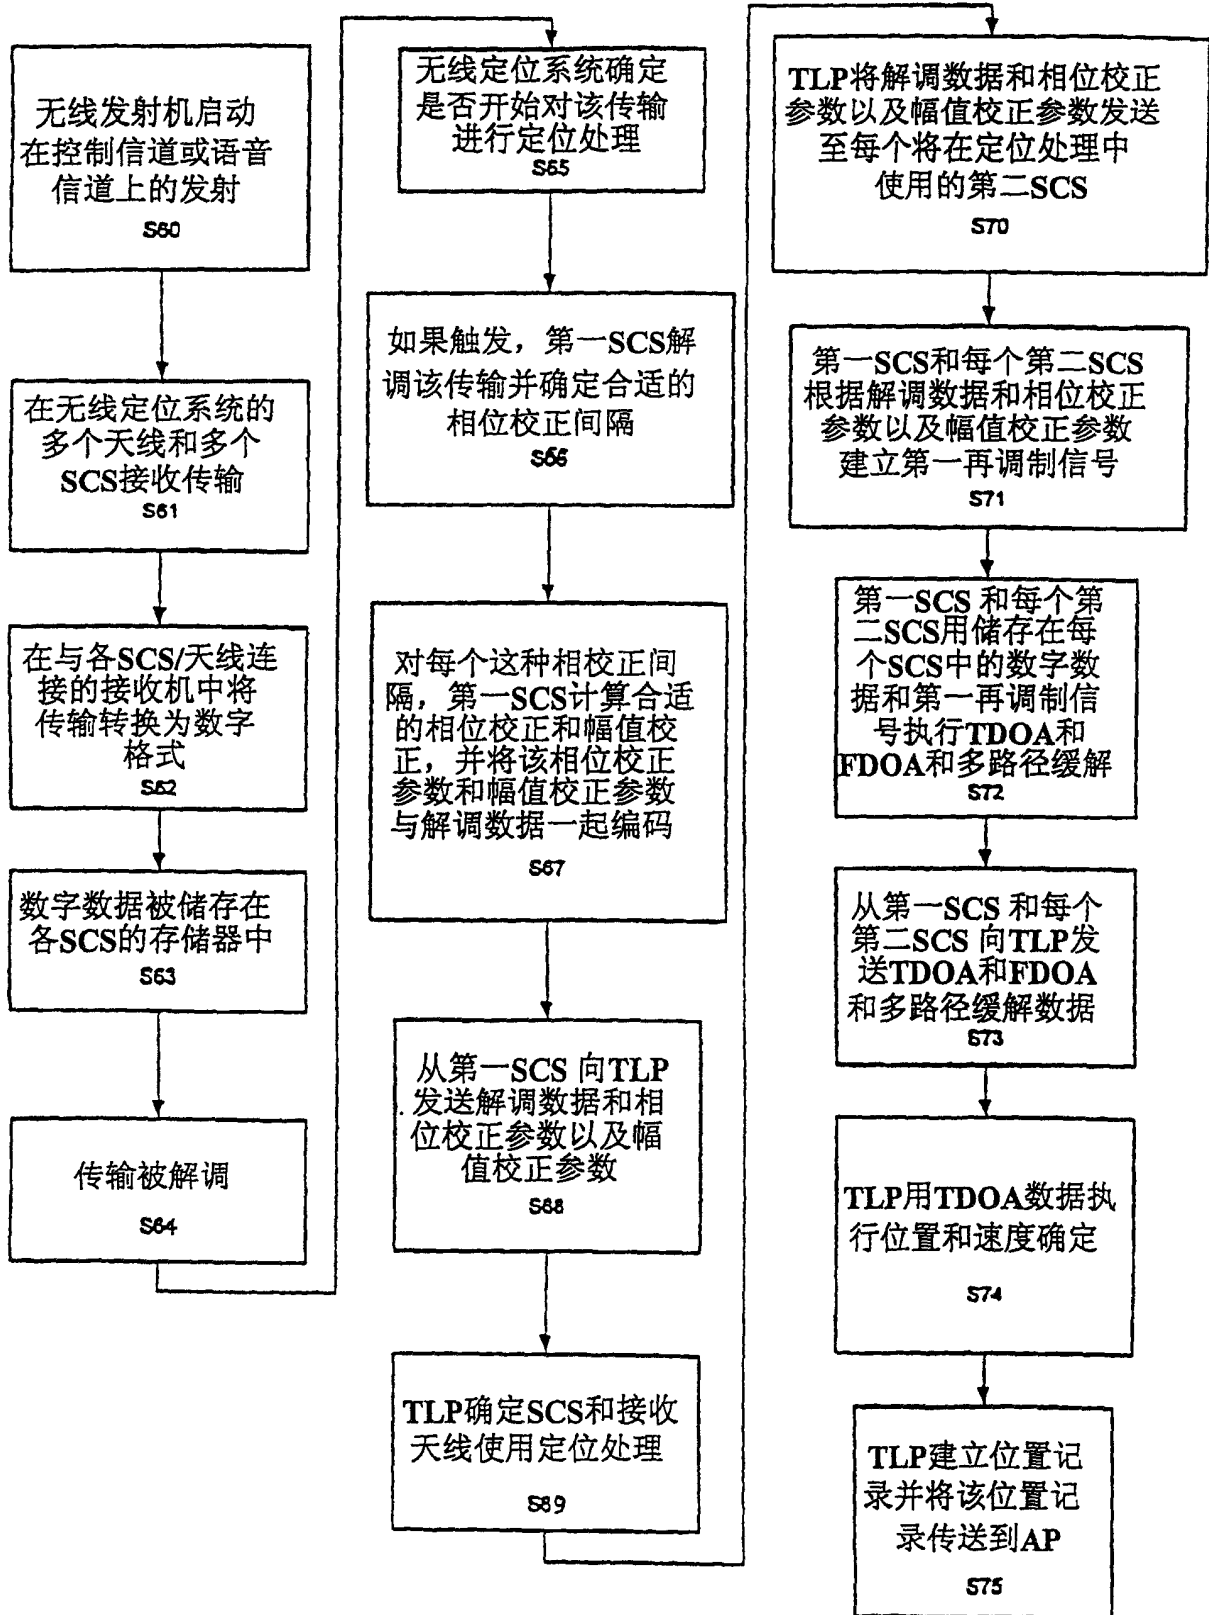 无线发射机启动
在控制信道或语音
信道上的发射
S60
在无线定位系统的
多个天线和多个
SCS接收传输
S61
在与各SCS/天线连
接的接收机中将
传输转换为数字
格式
S62
数字数据被储存在
各SCS的存储器中
S63
传输被解调
S64
无线定位系统确定
是否开始对该传输
进行定位处理
S65
如果触发，第一SCS解
调该传输并确定合适的
相位校正间隔
S66
对每个这种相校正间
隔，第一SCS计算合适
的相位校正和幅值校
正，并将该相位校正
参数和幅值校正参数
与解调数据一起编码
S67
从第一SCS 向TLP
发送解调数据和相
位校正参数以及幅
值校正参数
S68
TLP确定SCS和接收
天线使用定位处理
S69
TLP将解调数据和相位校正
参数以及幅值校正参数发送
至每个将在定位处理中
使用的第二SCS
S70
第一SCS和每个第二SCS
根据解调数据和相位校正
参数以及幅值校正参数
建立第一再调制信号
S71
第一SCS 和每个第
二SCS用储存在每
个SCS中的数字数
据和第一再调制信
号执行TDOA和
FDOA和多路径缓解
S72
从第一SCS 和每个
第二SCS 向TLP发
送TDOA和FDOA
和多路径缓解数据
S73
TLP用TDOA数据执
行位置和速度确定
S74
TLP建立位置记
录并将该位置记
录传送到AP
S75